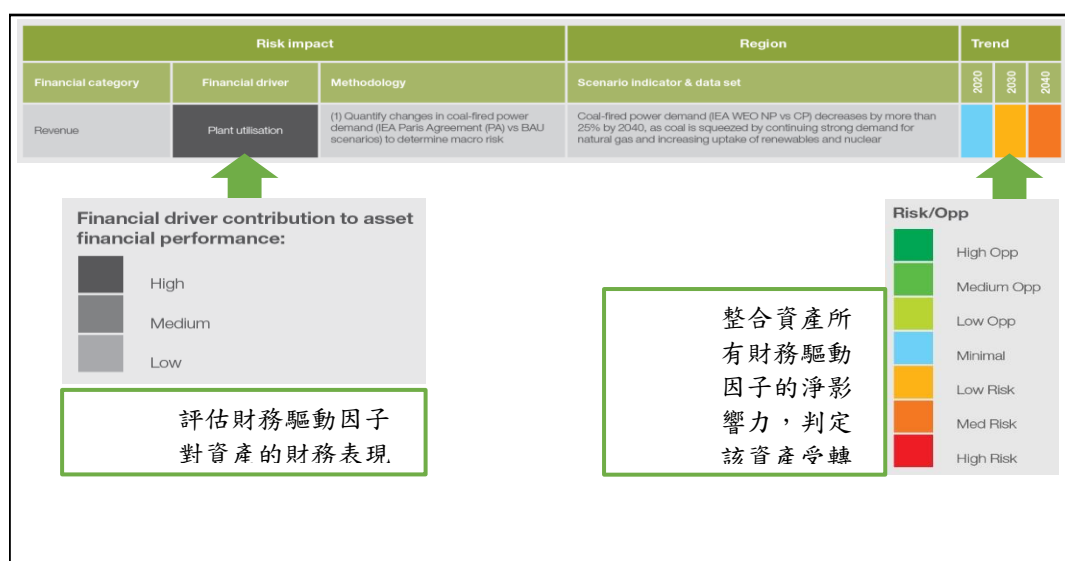 Risk impact
Region
Trend
Financial category
Financial driver
Methodology
Scenario indicator & data set
2020
2030
2040
Revenue
Plant utilisation
(1) Quantify changes in coal-fired power
demand (IEA Paris Agreement (PA) vs BAU
scenarios) to determine macro risk
Coal-fired power demand (IEA WEO NP vs CP) decreases by more than
25% by 2040, as coal is squeezed by continuing strong demand for
natural gas and increasing uptake of renewables and nuclear
Financial driver contribution to asset
financial performance:
High
Medium
Low
評估財務驅動因子
對資產的財務表現
整合資產所
有財務驅動
因子的淨影
響力，判定
該資產受轉
Risk/Opp
High Opp
Medium Opp
Low Opp
Minimal
Low Risk
Med Risk
High Risk